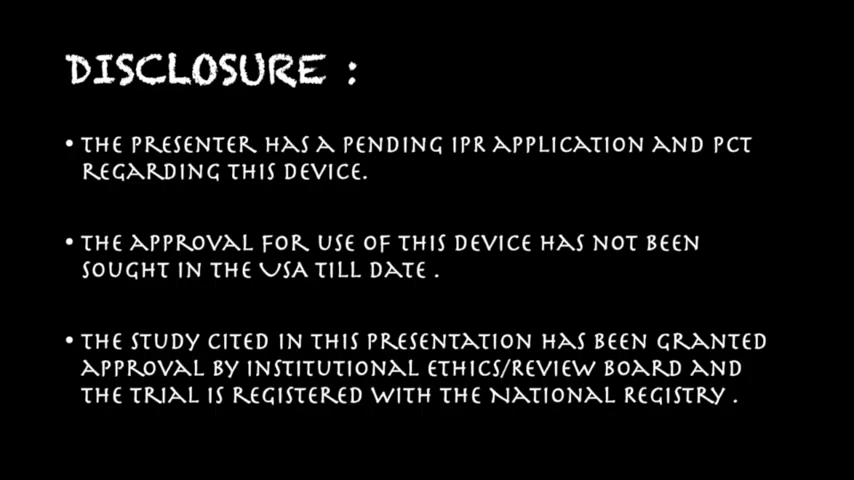 DISCLOSURE :
• THE PRESENTER HAS A PENDING IPR APPLICATION AND PCT
REGARDING THIS DEVICE.
• THE APPROVAL FOR USE OF THIS DEVICE HAS NOT BEEN
SOUGHT IN THE USA TILL DATE .
• THE STUDY CITED IN THIS PRESENTATION HAS BEEN GRANTED
APPROVAL BY INSTITUTIONAL ETHICS/REVIEW BOARD AND
THE TRIAL IS REGISTERED WITH THE NATIONAL REGISTRY .